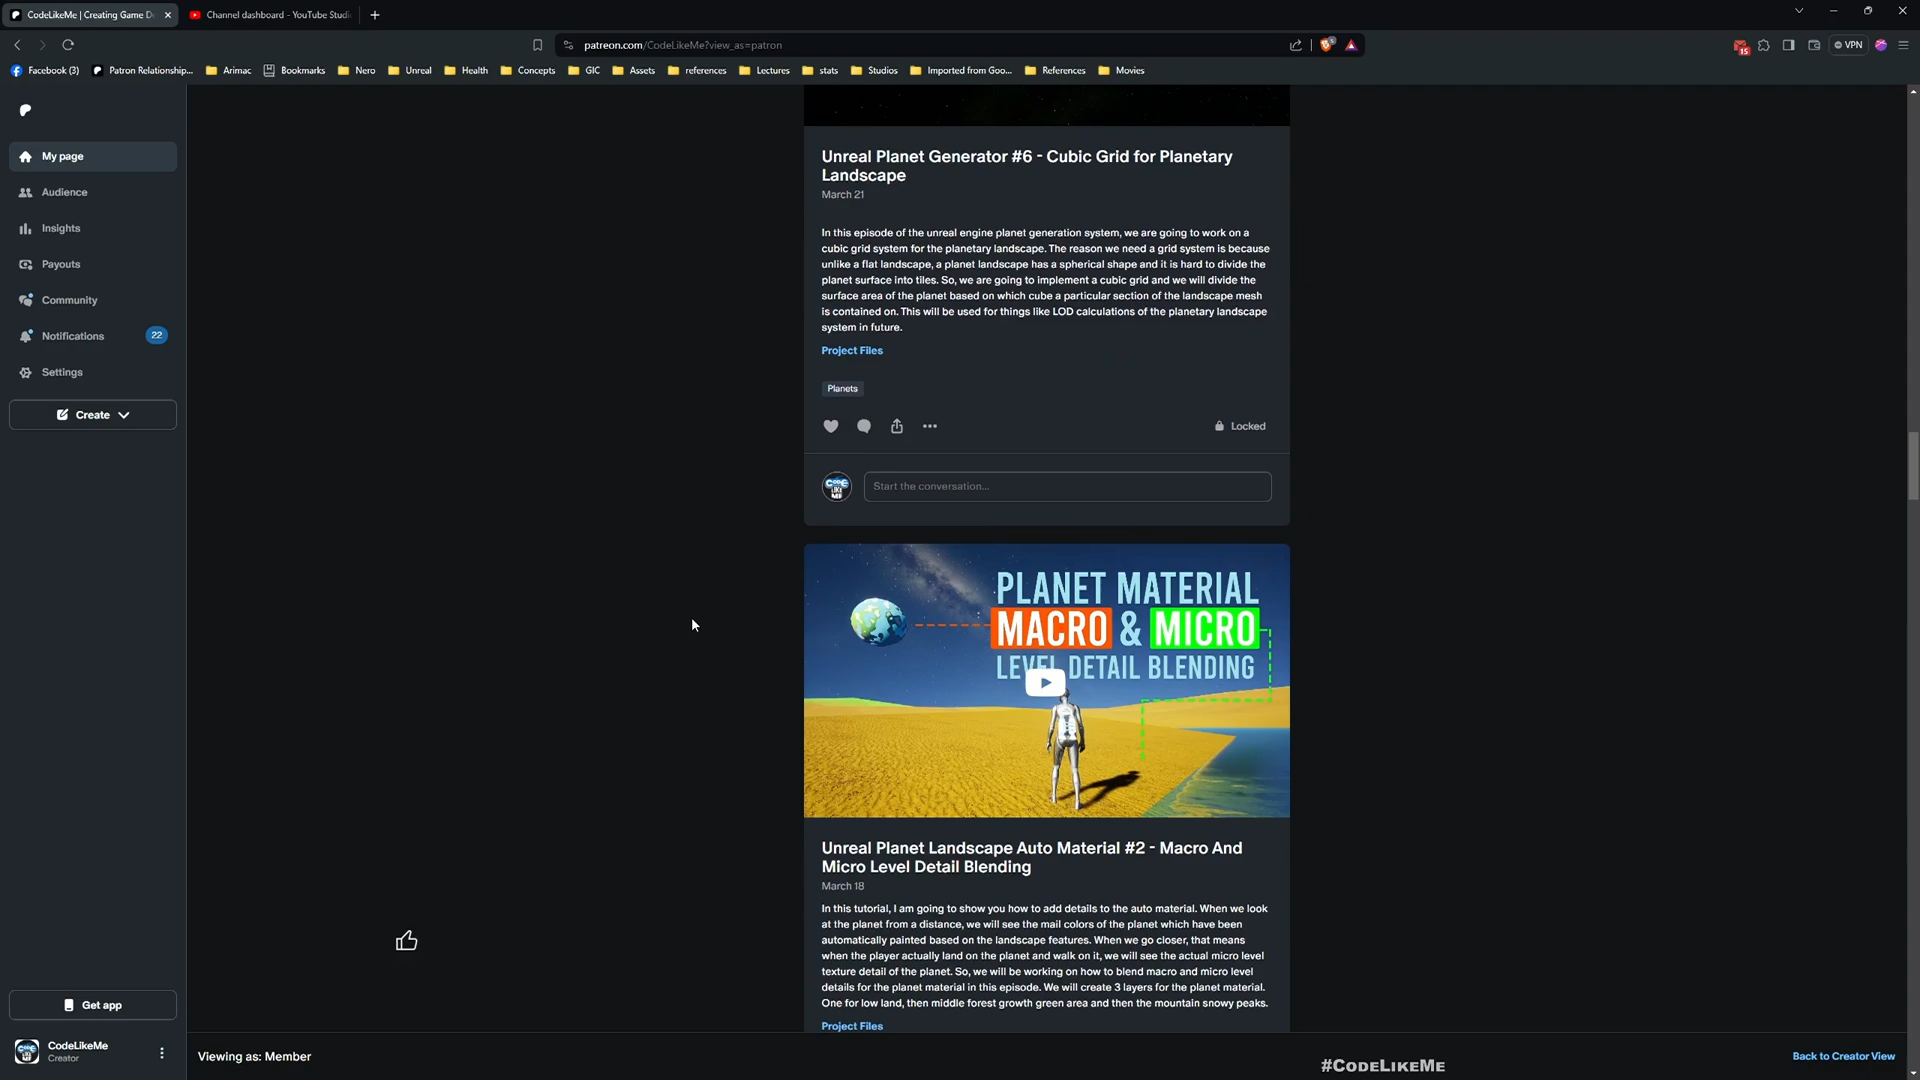 CodeLikeMe | Creating Game D
Channel dashboard - YouTube Studi
patreon.com/CodeLikeMe?view_as=patron
5
15
VPN
Facebook (3)
Patron Relationship...
Arimac
Bookmarks
Nero
Unreal
Health
Concepts
GIC
Assets
references
Lectures
stats
Studios
Imported from Goo...
References
Movies
My page
Audience
Insights
Payouts
Community
Notifications
22
Settings
Create
Unreal Planet Generator #6 - Cubic Grid for Planetary
Landscape
March 21
In this episode of the unreal engine planet generation system, we are going to work on a
cubic grid system for the planetary landscape. The reason we need a grid system is because
unlike a flat landscape, a planet landscape has a spherical shape and it is hard to divide the
planet surface into tiles. So, we are going to implement a cubic grid and we will divide the
surface area of the planet based on which cube a particular section of the landscape mesh
is contained on. This will be used for things like LOD calculations of the planetary landscape
system in future.
Project Files
Planets
Locked
CODE
LIKE
ME
Start the conversation...
PLANET MATERIAL
MACRO & MICRO
LEVEL DETAIL BLENDING
Unreal Planet Landscape Auto Material #2 - Macro And
Micro Level Detail Blending
March 18
In this tutorial, I am going to show you how to add details to the auto material. When we look
at the planet from a distance, we will see the mail colors of the planet which have been
automatically painted based on the landscape features. When we go closer, that means
when the player actually land on the planet and walk on it, we will see the actual micro level
texture detail of the planet. So, we will be working on how to blend macro and micro level
details for the planet material in this episode. We will create 3 layers for the planet material.
One for low land, then middle forest growth green area and then the mountain snowy peaks.
Project Files
Get app
CodeLikeMe
Creator
Viewing as: Member
#CodeLikeMe
Back to Creator View